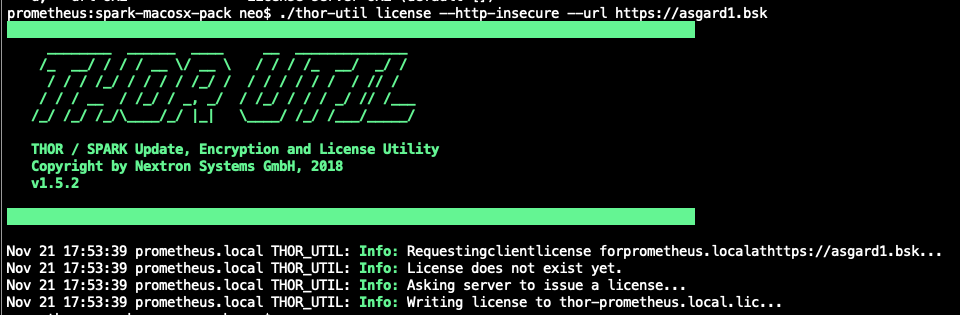 prometheus:spark-macosx-pack neo$ ./thor-util license --http-insecure --url https://asgard1.bsk
THOR UTIL
THOR / SPARK Update, Encryption and License Utility
Copyright by Nextron Systems GmbH, 2018
v1.5.2
Nov 21 17:53:39 prometheus.local THOR_UTIL: Info: Requestingclientlicense forprometheus.localathttps://asgard1.bsk...
Nov 21 17:53:39 prometheus.local THOR_UTIL: Info: License does not exist yet.
Nov 21 17:53:39 prometheus.local THOR_UTIL: Info: Asking server to issue a license...
Nov 21 17:53:39 prometheus.local THOR_UTIL: Info: Writing license to thor-prometheus.local.lic...